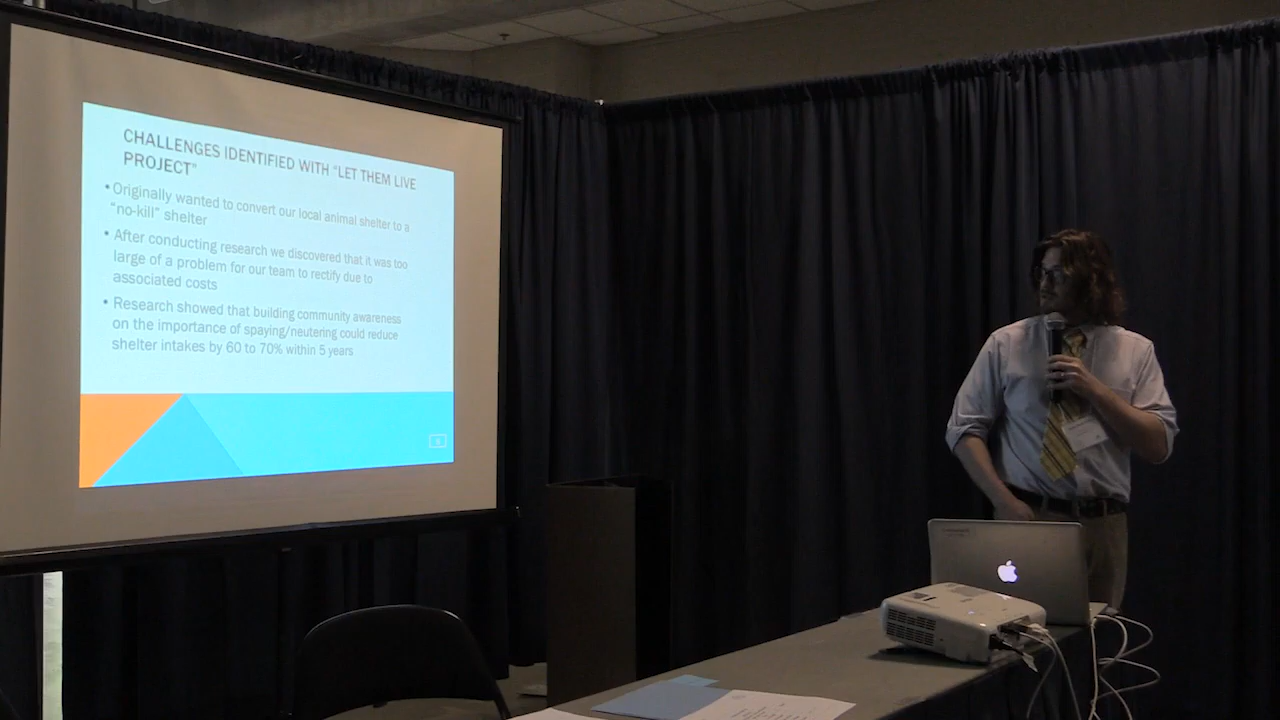 CHALLENGES IDENTIFIED WITH "LET THEM LIVE
PROJECT"
• Originally wanted to convert our local animal shelter to a
"no-kill" shelter
• After conducting research we discovered that it was too
large of a problem for our team to rectify due to
associated costs
• Research showed that building community awareness
on the importance of spaying/neutering could reduce
shelter intakes by 60 to 70% within 5 years